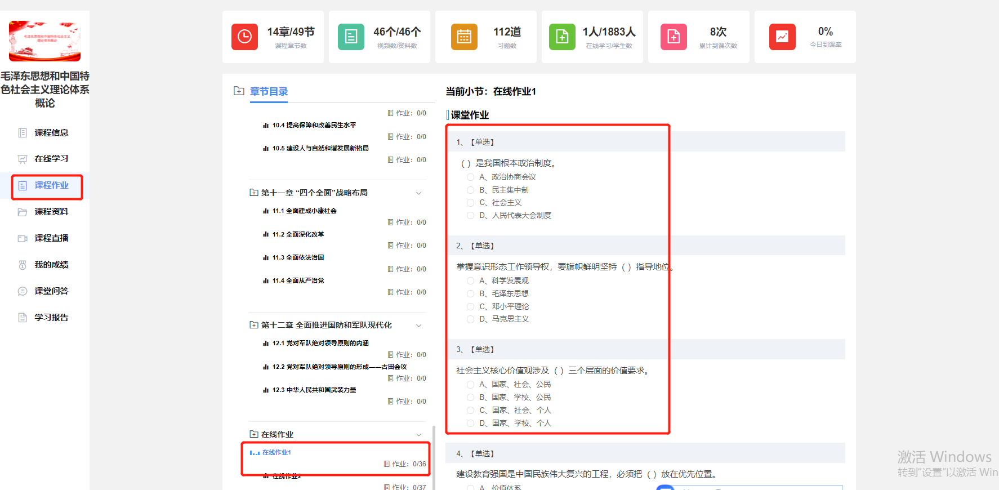 毛泽东思想和中国特色社会主义
理论体系概论
毛泽东思想和中国特
色社会主义理论体系
概论
课程信息
在线学习
课程作业
课程资料
课程直播
我的成绩
课堂问答
学习报告
14章/49节
课程章节数
46个/46个
视频数/资料数
112道
习题数
1人/1883人
在线学习/学生数
8次
累计到课次数
0%
今日到课率
章节目录
作业：0/0
10.4 提高保障和改善民生水平
作业：0/0
10.5 建设人与自然和谐发展新格局
作业：0/0
第十一章 “四个全面”战略布局
11.1 全面建成小康社会
作业：0/0
11.2 全面深化改革
作业：0/0
11.3 全面依法治国
作业：0/0
11.4 全面从严治党
作业：0/0
第十二章 全面推进国防和军队现代化
12.1 党对军队绝对领导原则的内涵
作业：0/0
12.2 党对军队绝对领导原则的形成——古田会议
作业：0/0
12.3 中华人民共和国武装力量
作业：0/0
在线作业
在线作业1
作业：0/36
在线作业2
作业：0/37
当前小节：在线作业1
课堂作业
1、【单选】
（ ）是我国根本政治制度。
A、政治协商会议
B、民主集中制
C、社会主义
D、人民代表大会制度
2、【单选】
掌握意识形态工作领导权，要旗帜鲜明坚持（ ）指导地位。
A、科学发展观
B、毛泽东思想
C、邓小平理论
D、马克思主义
3、【单选】
社会主义核心价值观涉及（ ）三个层面的价值要求。
A、国家、社会、公民
B、国家、学校、公民
C、国家、社会、个人
D、国家、学校、个人
4、【单选】
建设教育强国是中国民族伟大复兴的工程，必须把（ ）放在优先位置。
A、价值体系
激活 Windows
转到“设置”以激活 Win